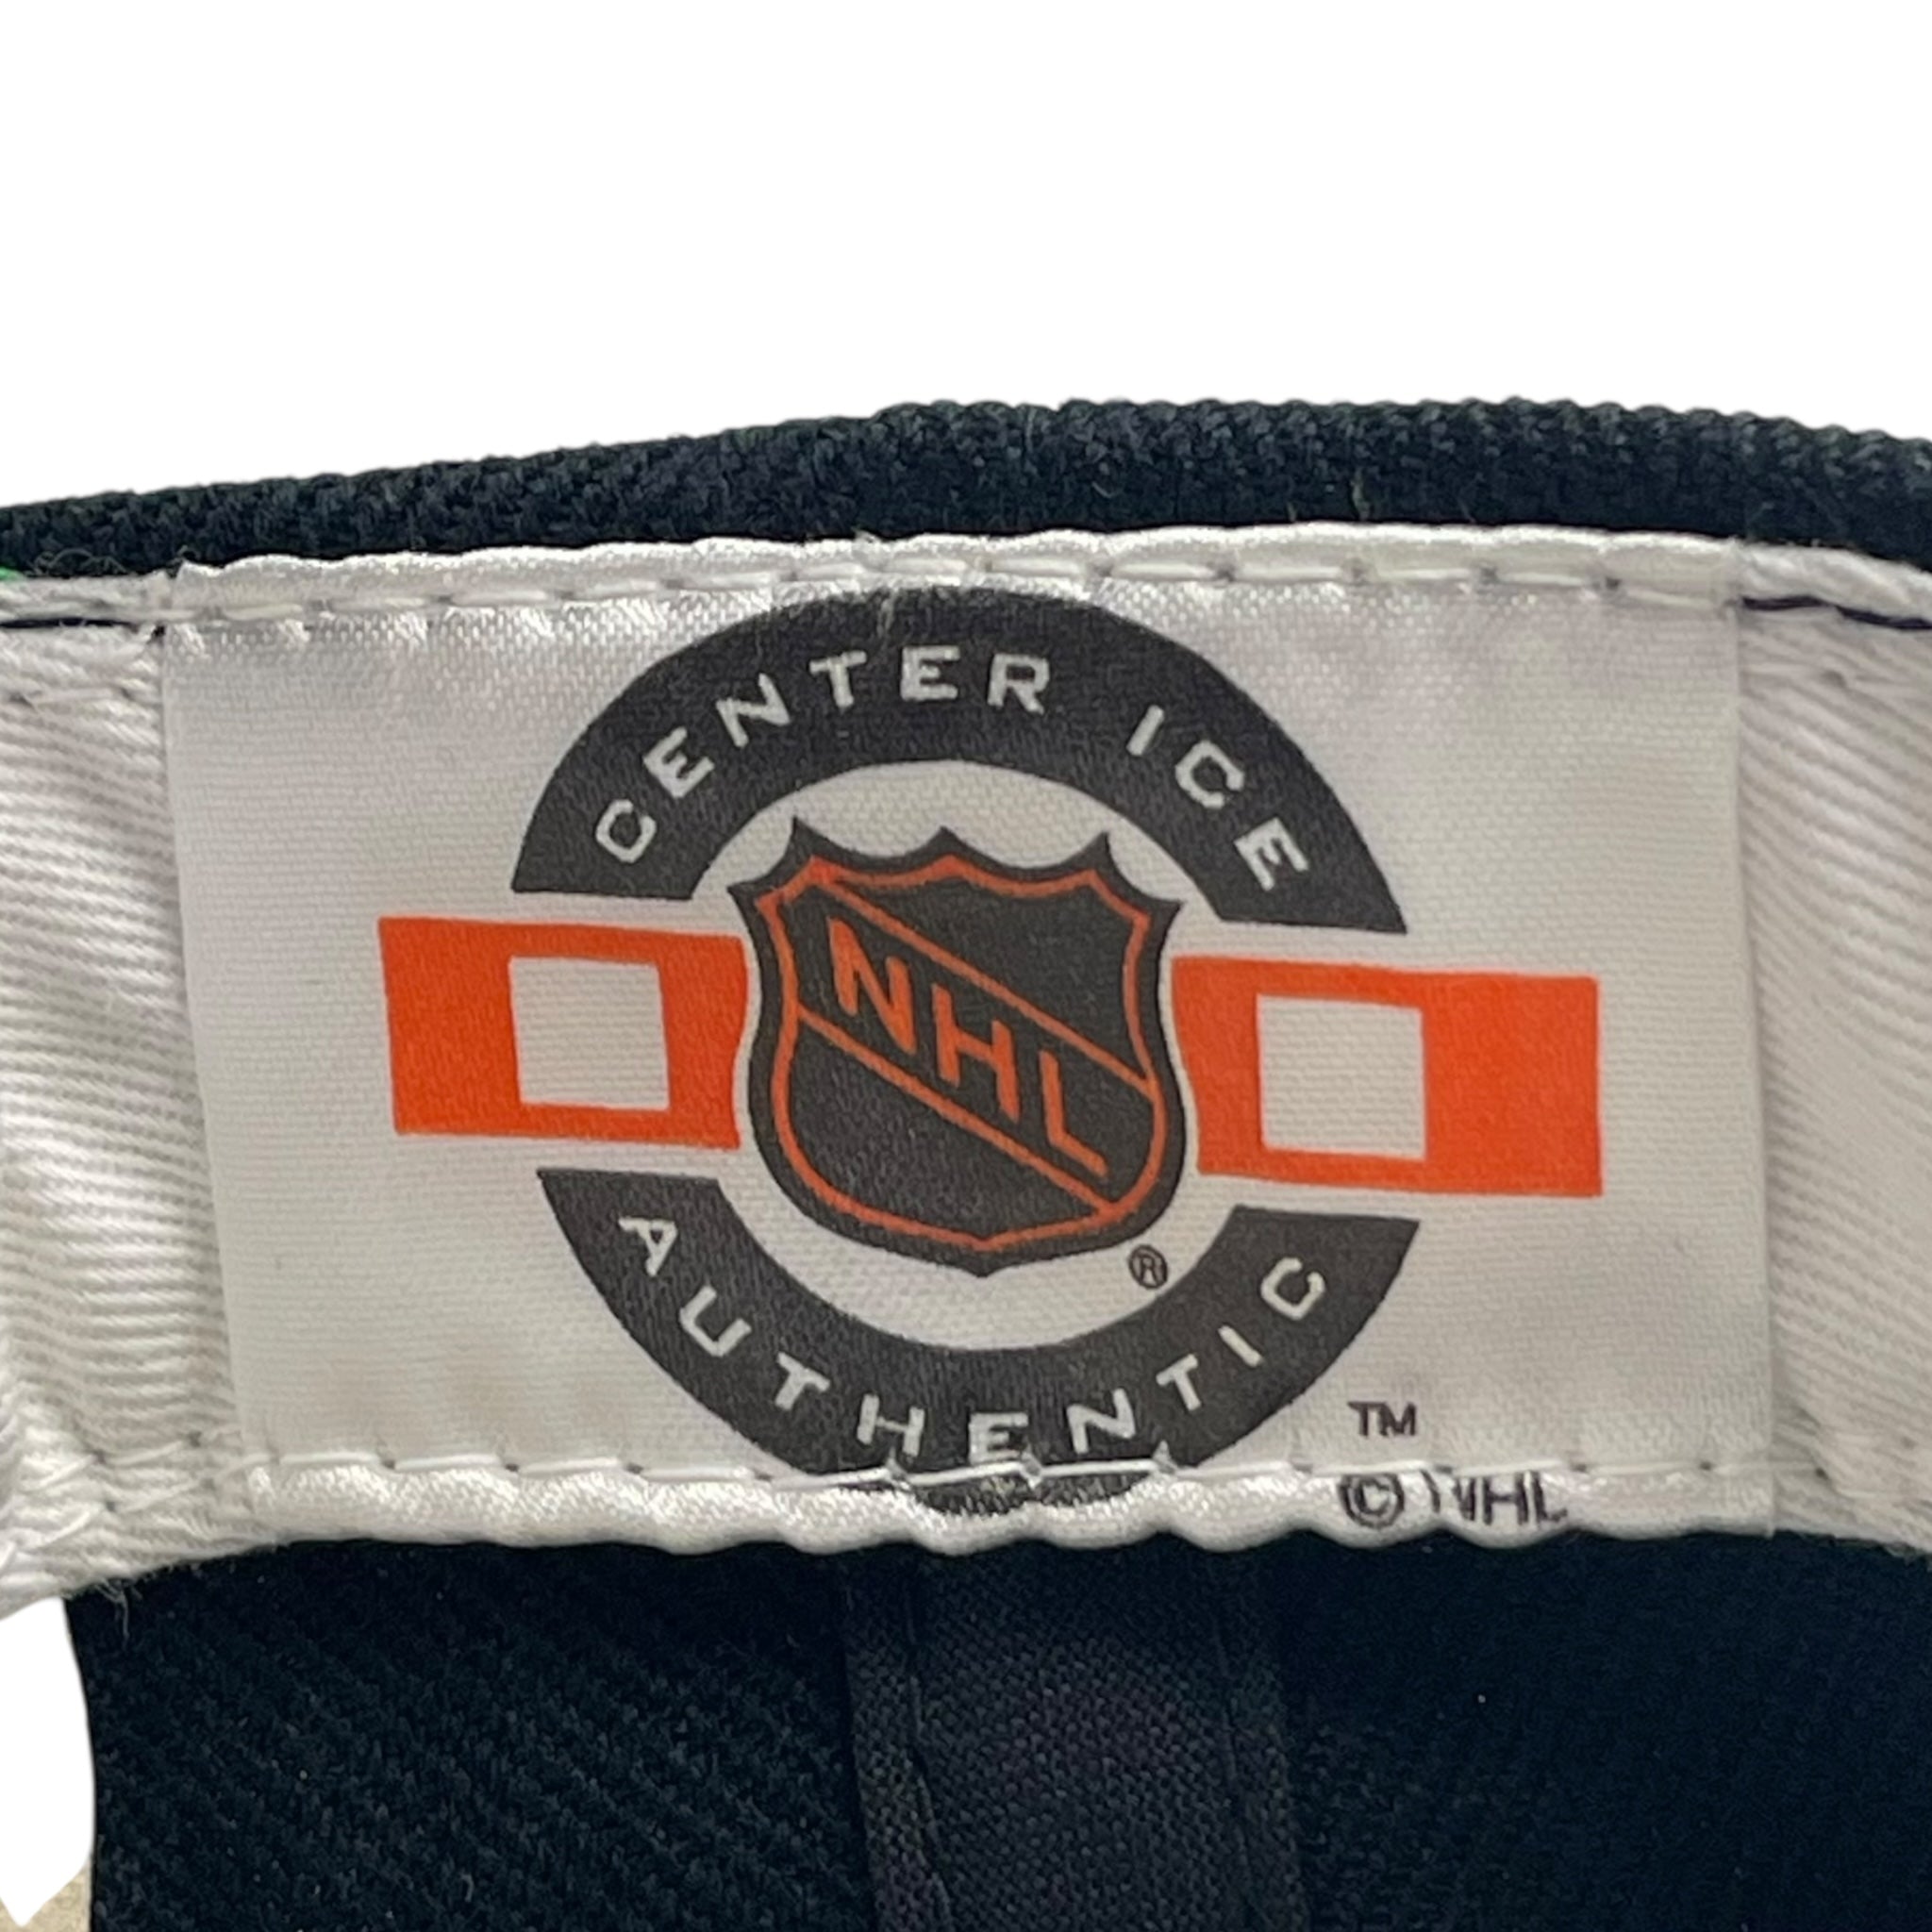 CENTER ICE
NHL
®
AUTHENTIC
TM
© NHL